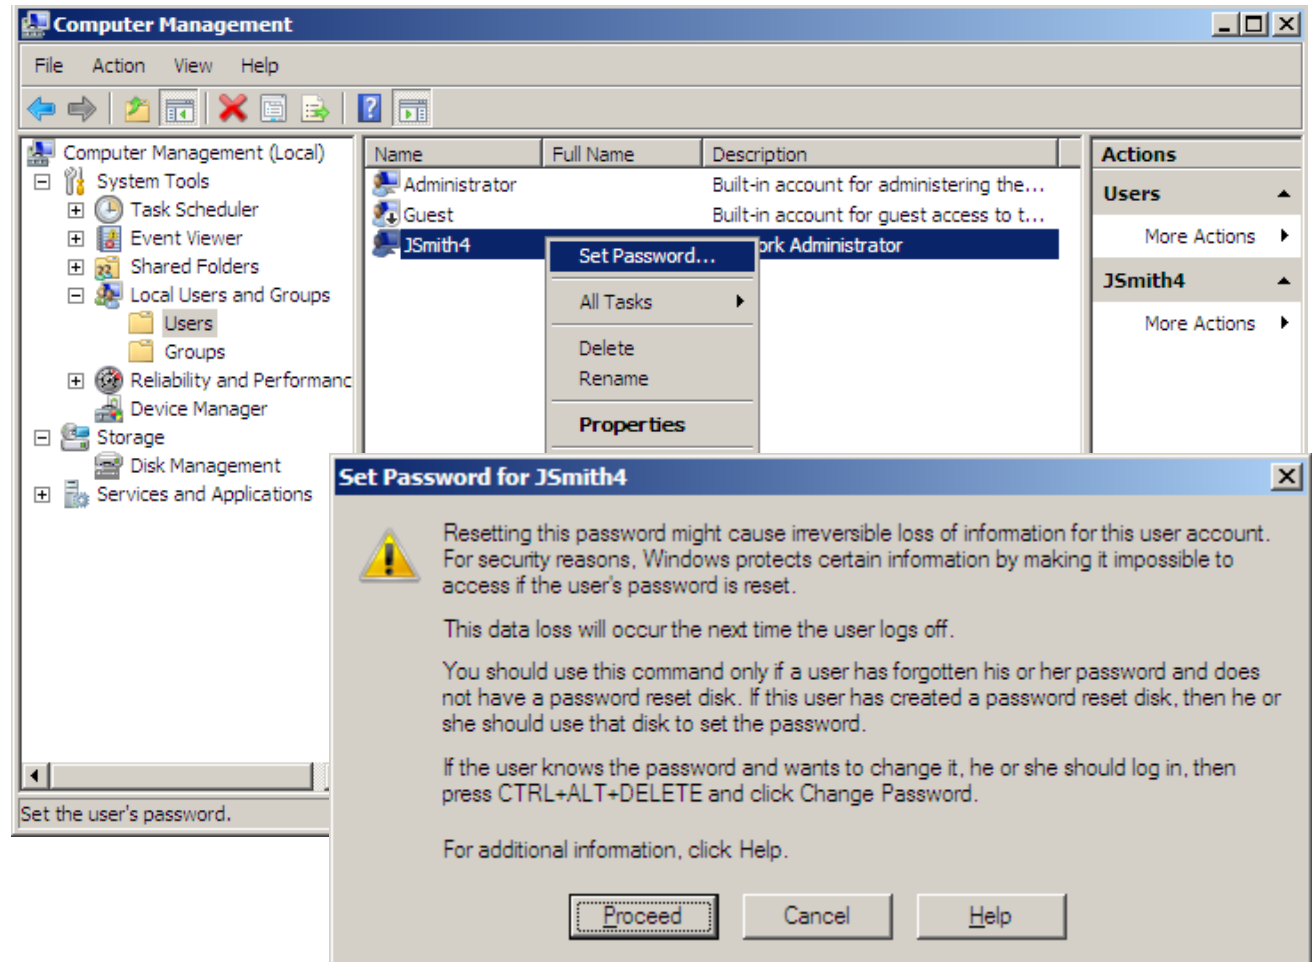 Computer Management
File Action View Help
Computer Management (Local)
System Tools
Task Scheduler
Event Viewer
Shared Folders
Local Users and Groups
Users
Groups
Reliability and Performanc
Device Manager
Storage
Disk Management
Services and Applications
Name Full Name Description
Administrator Built-in account for administering the...
Guest Built-in account for guest access to t...
JSmith4 ork Administrator
Set Password...
All Tasks
Delete
Rename
Properties
Actions
Users
More Actions
JSmith4
More Actions
Set the user's password.
Set Password for JSmith4
Resetting this password might cause irreversible loss of information for this user account.
For security reasons, Windows protects certain information by making it impossible to
access if the user's password is reset.
This data loss will occur the next time the user logs off.
You should use this command only if a user has forgotten his or her password and does
not have a password reset disk. If this user has created a password reset disk, then he or
she should use that disk to set the password.
If the user knows the password and wants to change it, he or she should log in, then
press CTRL+ALT+DELETE and click Change Password.
For additional information, click Help.
Proceed Cancel Help